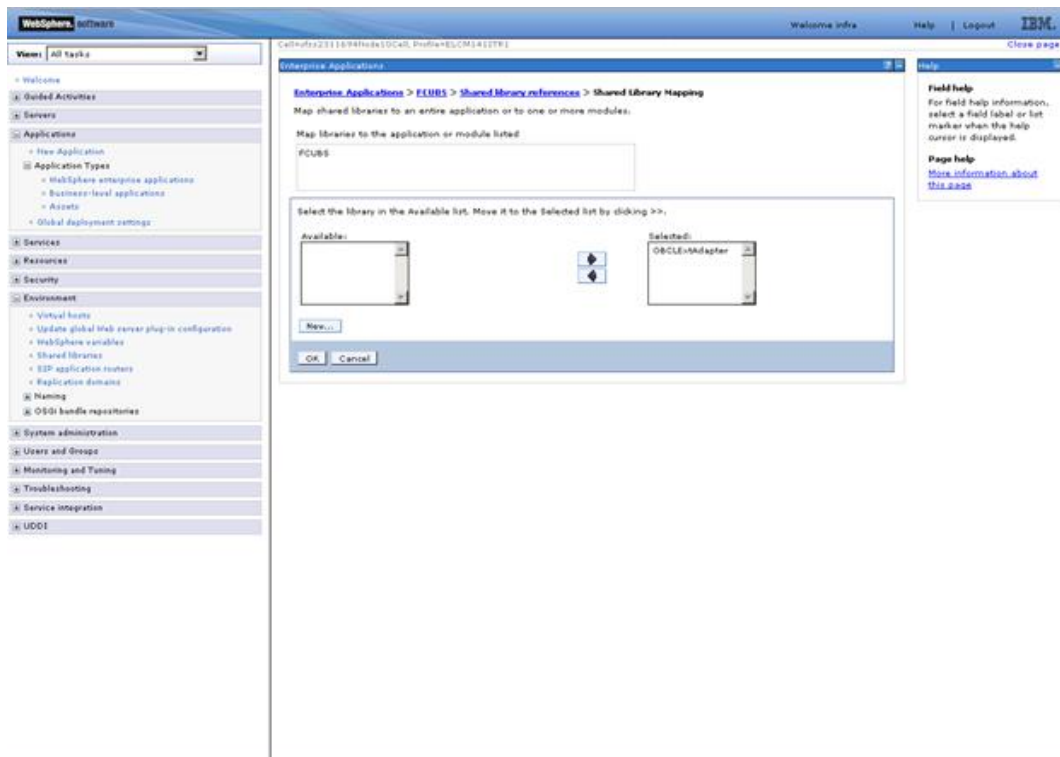 WebSphere. software
Welcome infra
Help | Logout
IBM.
View: All tasks
Close page
Welcome
Guided Activities
Servers
Applications
New Application
Application Types
WebSphere enterprise applications
Business-level applications
Assets
Global deployment settings
Services
Resources
Security
Environment
Virtual hosts
Update global Web server plug-in configuration
WebSphere variables
Shared libraries
SIP application routers
Replication domains
Naming
OSGi bundle repositories
System administration
Users and Groups
Monitoring and Tuning
Troubleshooting
Service integration
UDDI
Enterprise Applications
Enterprise Applications > FCUBS > Shared library references > Shared Library Mapping
Map shared libraries to an entire application or to one or more modules.
Map libraries to the application or module listed
FCUBS
Select the library in the Available list. Move it to the Selected list by clicking >>.
Available:
Selected:
OBCLExtAdapter
New...
OK
Cancel
Help
Field help
For field help information,
select a field label or list
marker when the help
cursor is displayed.
Page help
More information about
this page